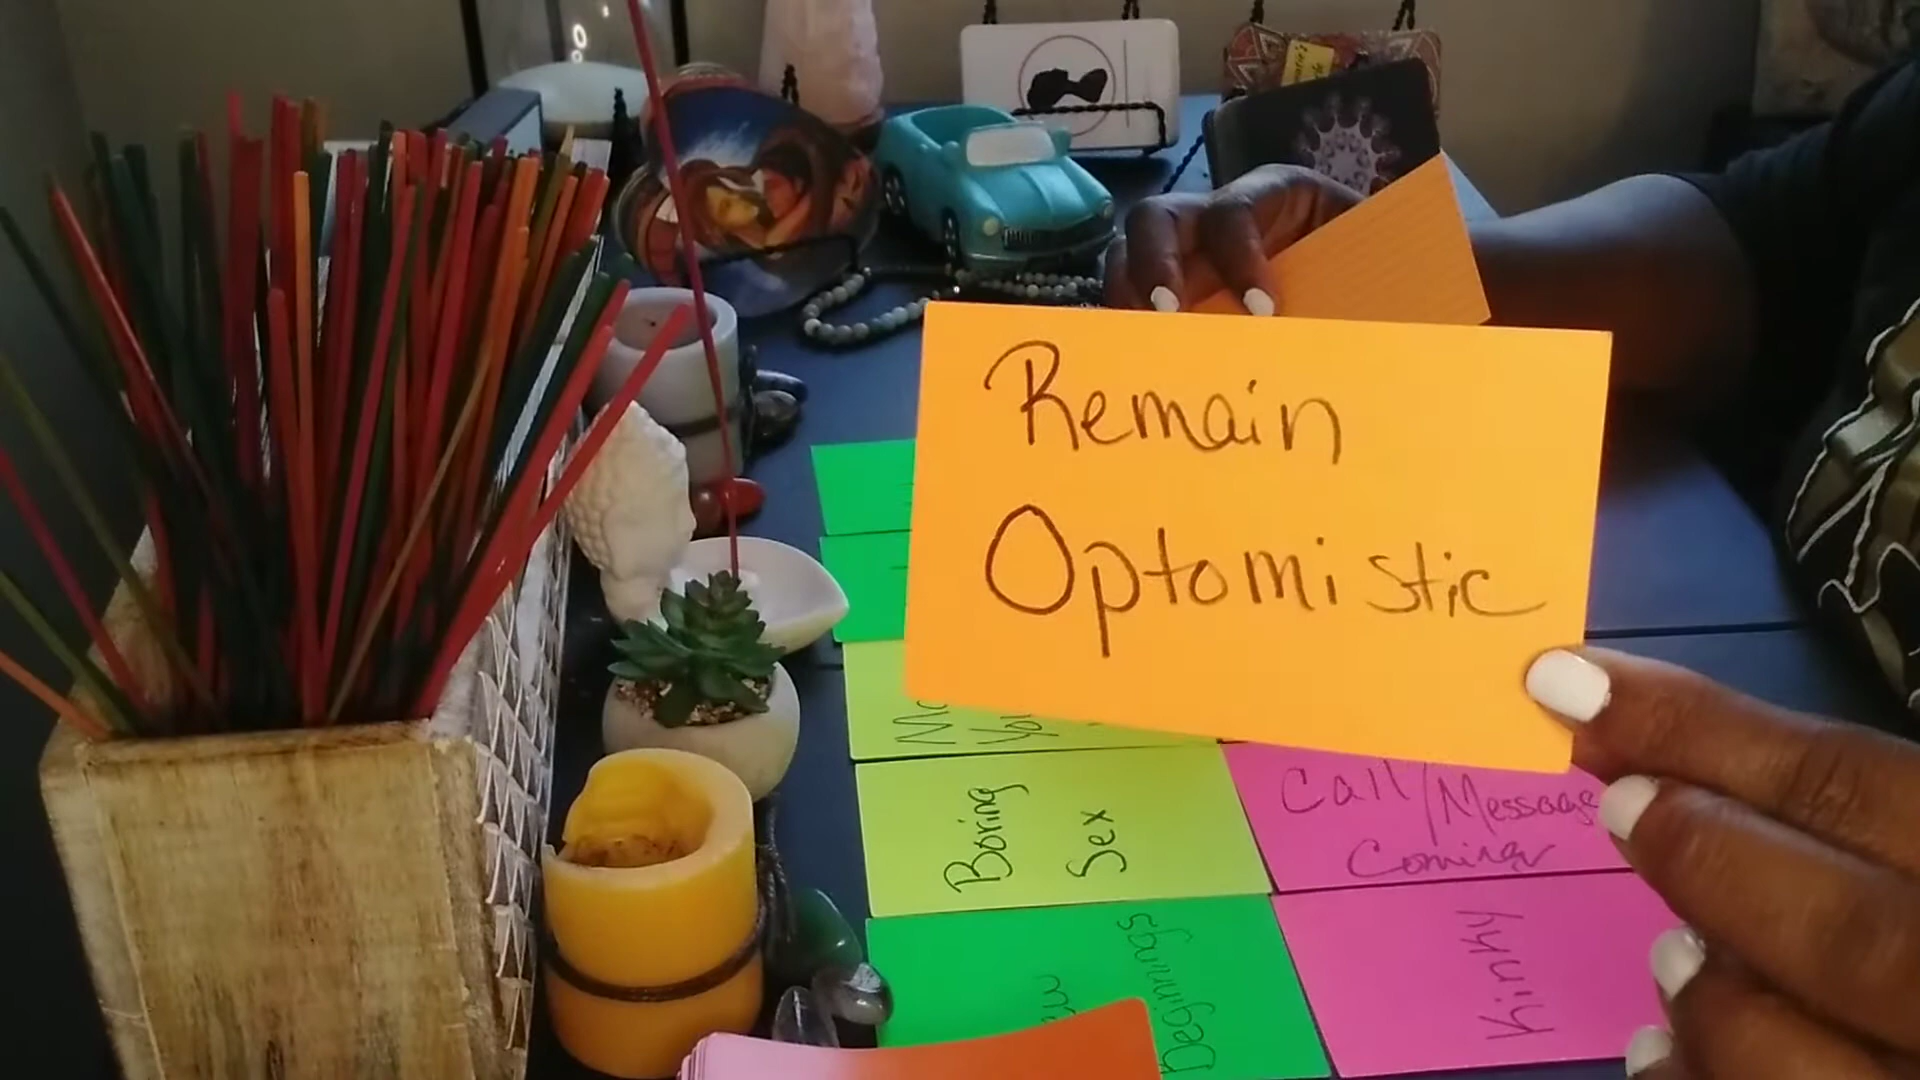 Remain
Optomistic
Call/Message
Coming
Boring
Sex
Kinky
Beginnings